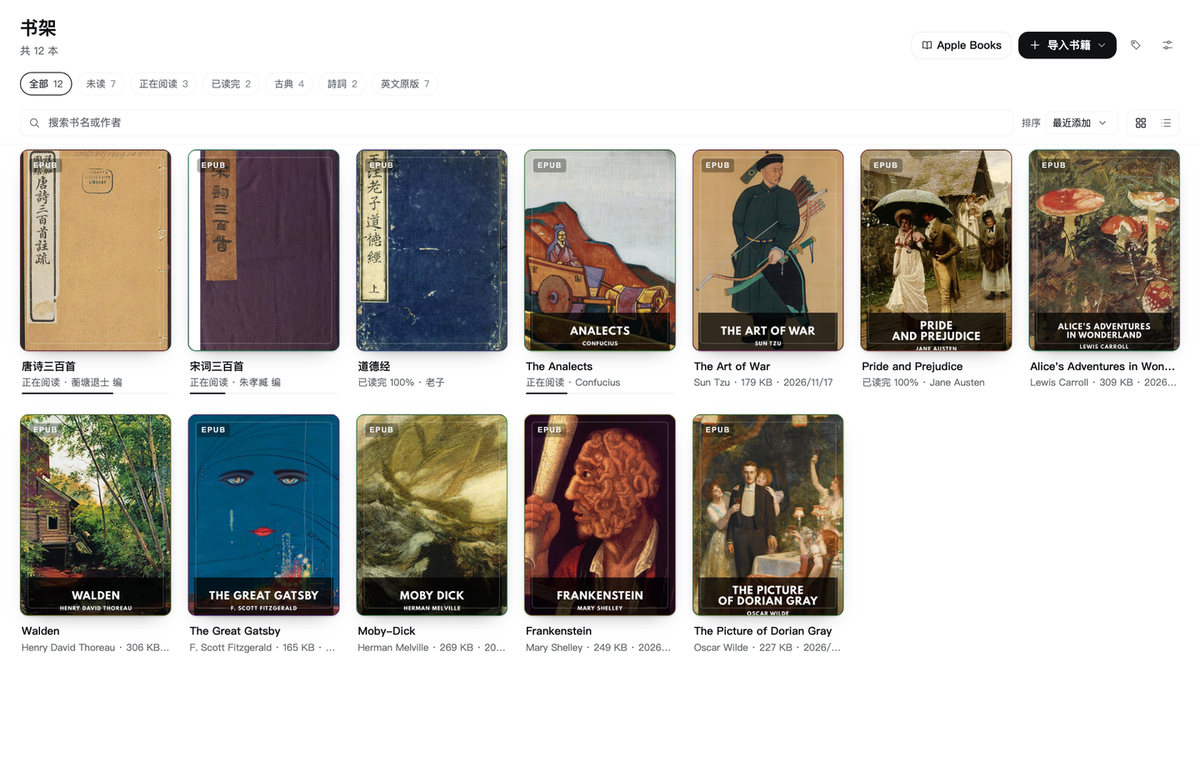 书架
共 12 本
Apple Books
导入书籍
全部 12
未读 7
正在阅读 3
已读完 2
古典 4
詩詞 2
英文原版 7
搜索书名或作者
排序
最近添加
EPUB
唐詩三百首註疏
唐诗三百首
正在阅读 · 蘅塘退士 编
EPUB
宋詞三百首
宋词三百首
正在阅读 · 朱孝臧 编
EPUB
老子道德經 上
道德经
已读完 100% · 老子
EPUB
ANALECTS
CONFUCIUS
The Analects
正在阅读 · Confucius
EPUB
THE ART OF WAR
SUN TZU
The Art of War
Sun Tzu · 179 KB · 2026/11/17
EPUB
PRIDE
AND PREJUDICE
JANE AUSTEN
Pride and Prejudice
已读完 100% · Jane Austen
EPUB
ALICE'S ADVENTURES
IN WONDERLAND
LEWIS CARROLL
Alice's Adventures in Won...
Lewis Carroll · 309 KB · 2026...
EPUB
WALDEN
HENRY DAVID THOREAU
Walden
Henry David Thoreau · 306 KB...
EPUB
THE GREAT GATSBY
F. SCOTT FITZGERALD
The Great Gatsby
F. Scott Fitzgerald · 165 KB · ...
EPUB
MOBY DICK
HERMAN MELVILLE
Moby-Dick
Herman Melville · 269 KB · 20...
EPUB
FRANKENSTEIN
MARY SHELLEY
Frankenstein
Mary Shelley · 249 KB · 2026...
EPUB
THE PICTURE
OF DORIAN GRAY
OSCAR WILDE
The Picture of Dorian Gray
Oscar Wilde · 227 KB · 2026/...